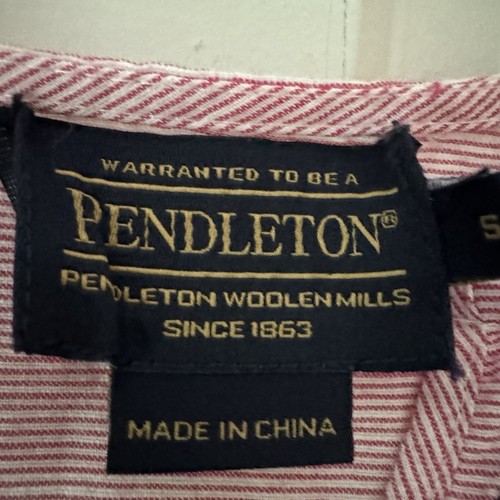 WARRANTED TO BE A
PENDLETON®
PENDLETON WOOLEN MILLS
SINCE 1863
MADE IN CHINA